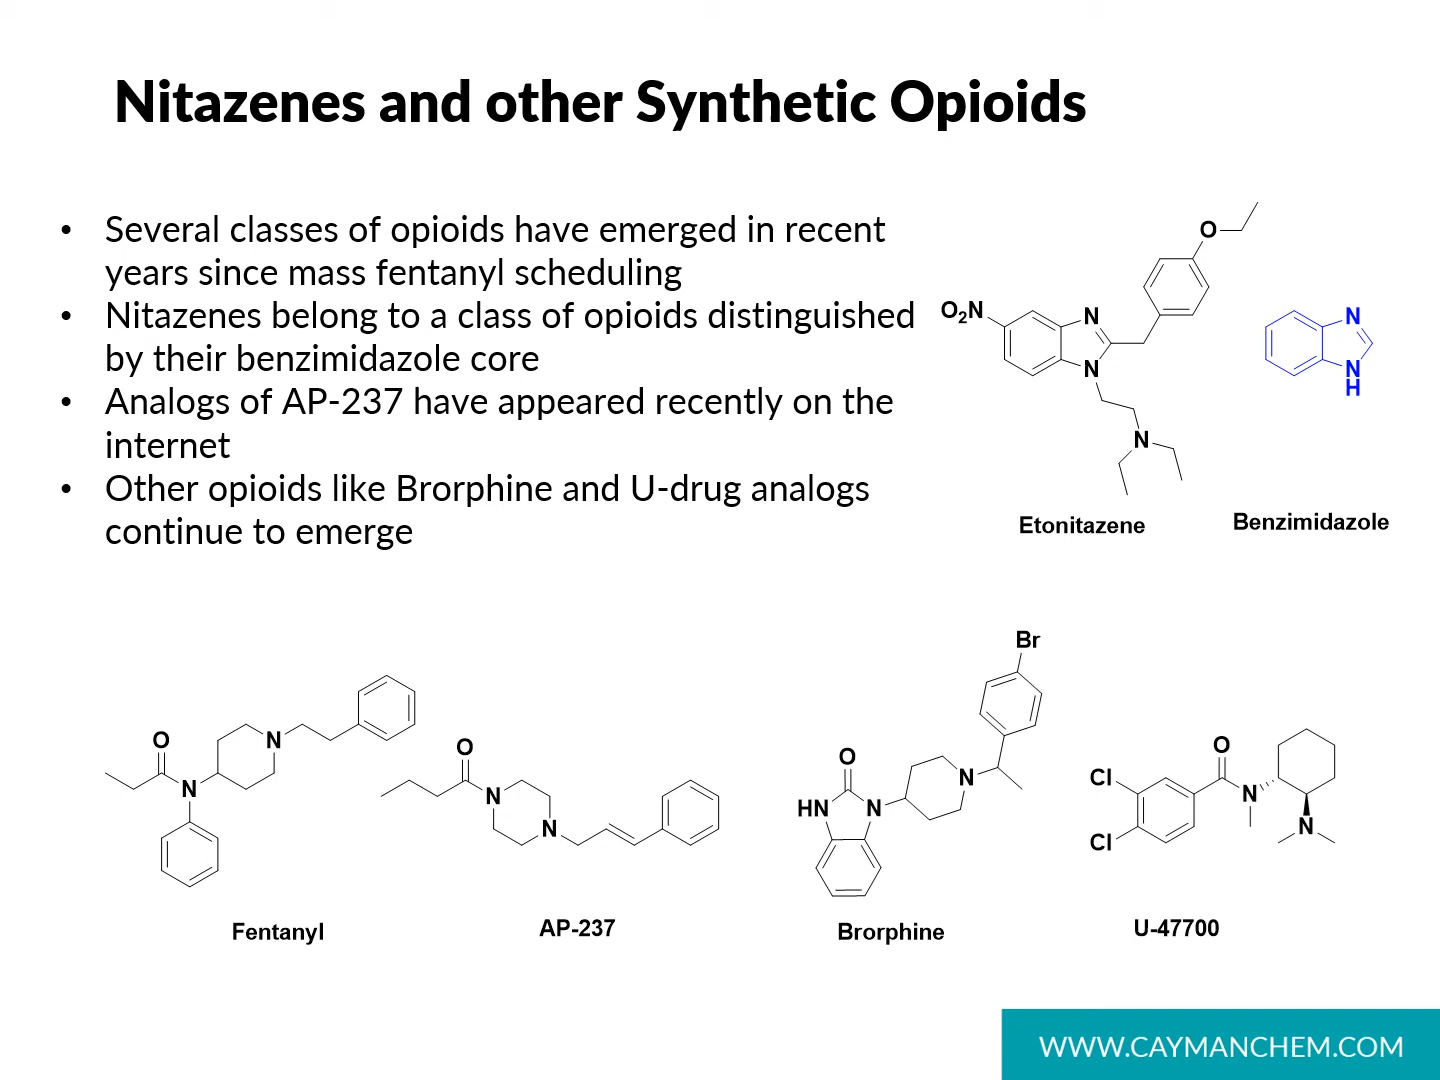 Nitazenes and other Synthetic Opioids
• Several classes of opioids have emerged in recent
years since mass fentanyl scheduling
• Nitazenes belong to a class of opioids distinguished
by their benzimidazole core
• Analogs of AP-237 have appeared recently on the
internet
• Other opioids like Brorphine and U-drug analogs
continue to emerge
O
O₂N
N
N
N
Etonitazene
N
N
H
Benzimidazole
O
N
N
Fentanyl
O
N
N
AP-237
Br
O
HN
N
N
Brorphine
O
Cl
Cl
N
N
U-47700
WWW.CAYMANCHEM.COM